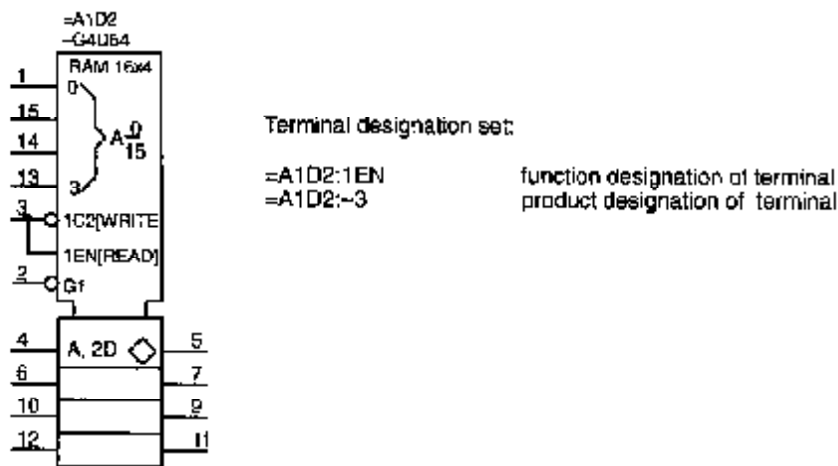 =A1D2
-G4U64
RAM 16x4
1
0
15
14
A 0
15
13
3
3
1C2[WRITE
1EN[READ]
2
G1
4
A, 2D
5
6
7
10
9
12
11
Terminal designation set:
=A1D2:1EN function designation of terminal
=A1D2:-3 product designation of terminal